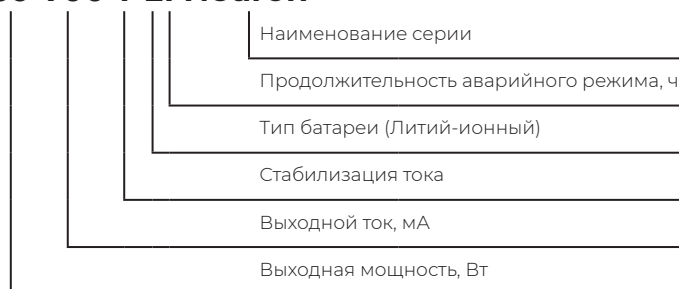 Наименование серии
Продолжительность аварийного режима, ч
Тип батареи (Литий-ионный)
Стабилизация тока
Выходной ток, мА
Выходная мощность, Вт